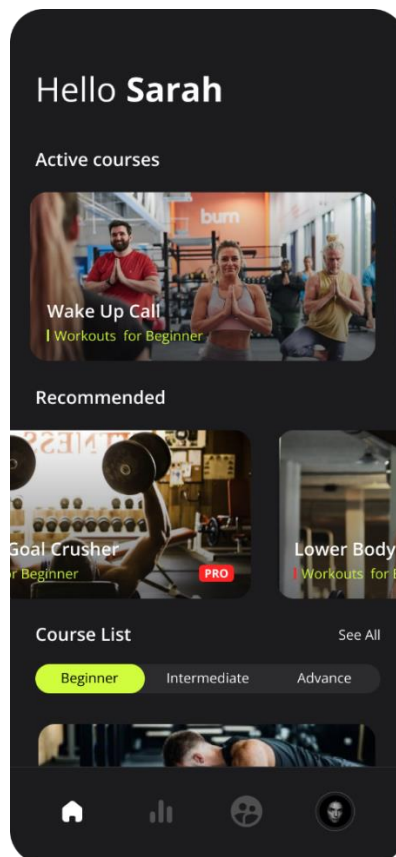 Hello Sarah
Active courses
burn
Wake Up Call
Workouts for Beginner
Recommended
Goal Crusher
or Beginner
PRO
Lower Body
Workouts for
Course List
See All
Beginner
Intermediate
Advance